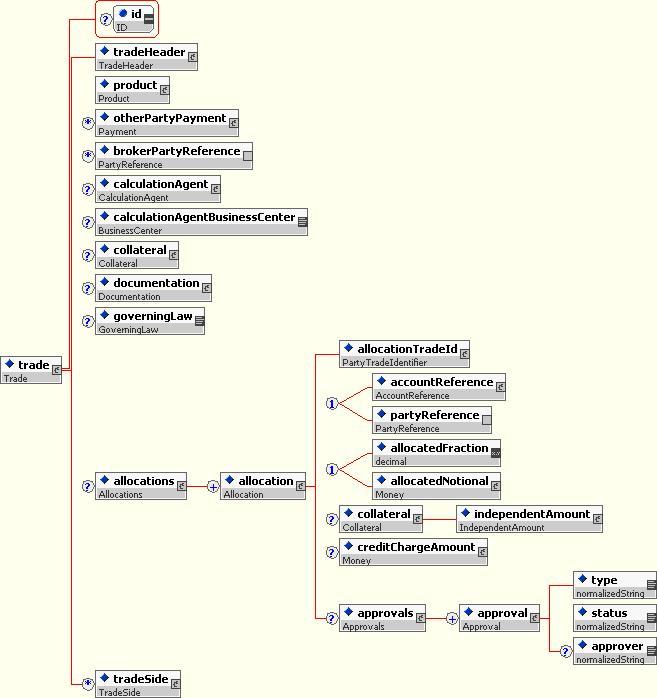 ? id
ID
tradeHeader
TradeHeader
product
Product
* otherPartyPayment
Payment
* brokerPartyReference
PartyReference
? calculationAgent
CalculationAgent
? calculationAgentBusinessCenter
BusinessCenter
? collateral
Collateral
? documentation
Documentation
? governingLaw
GoverningLaw
trade
Trade
? allocations
Allocations
+ allocation
Allocation
allocationTradeId
PartyTradeIdentifier
1
accountReference
AccountReference
partyReference
PartyReference
1
allocatedFraction
decimal
allocatedNotional
Money
? collateral
Collateral
independentAmount
IndependentAmount
? creditChargeAmount
Money
? approvals
Approvals
+ approval
Approval
type
normalizedString
status
normalizedString
? approver
normalizedString
* tradeSide
TradeSide